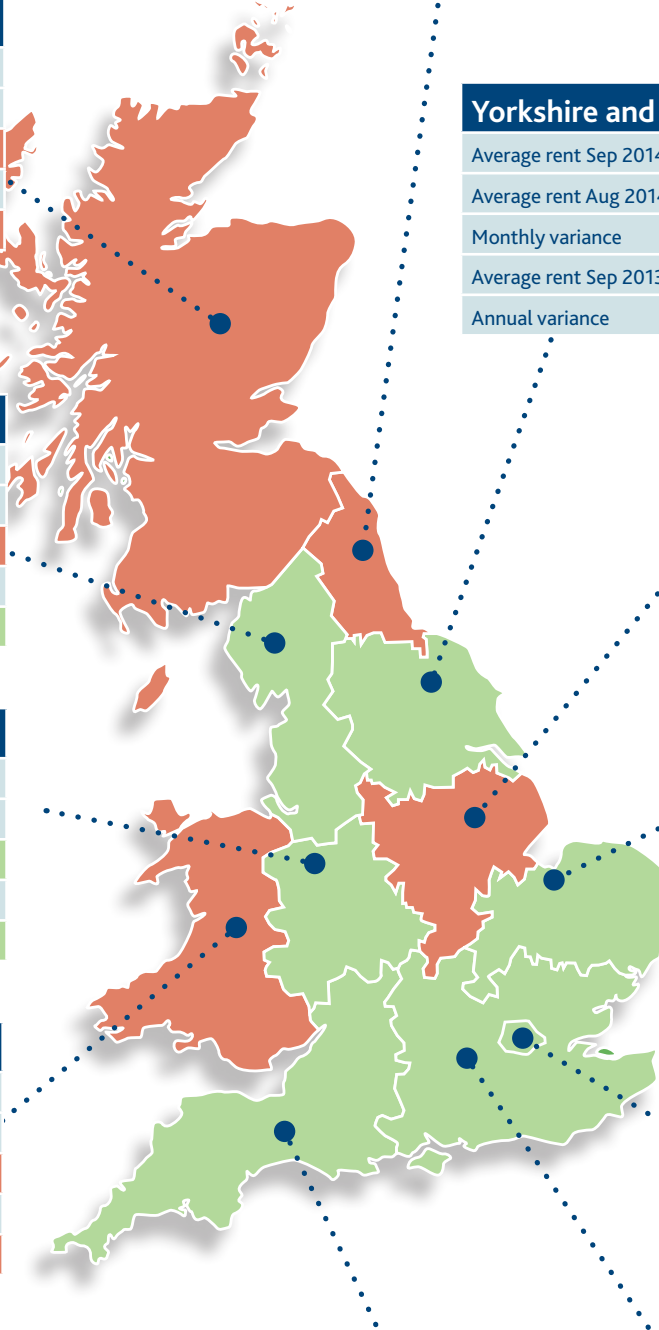 Yorkshire and
Average rent Sep 2014
Average rent Aug 2014
Monthly variance
Average rent Sep 2013
Annual variance